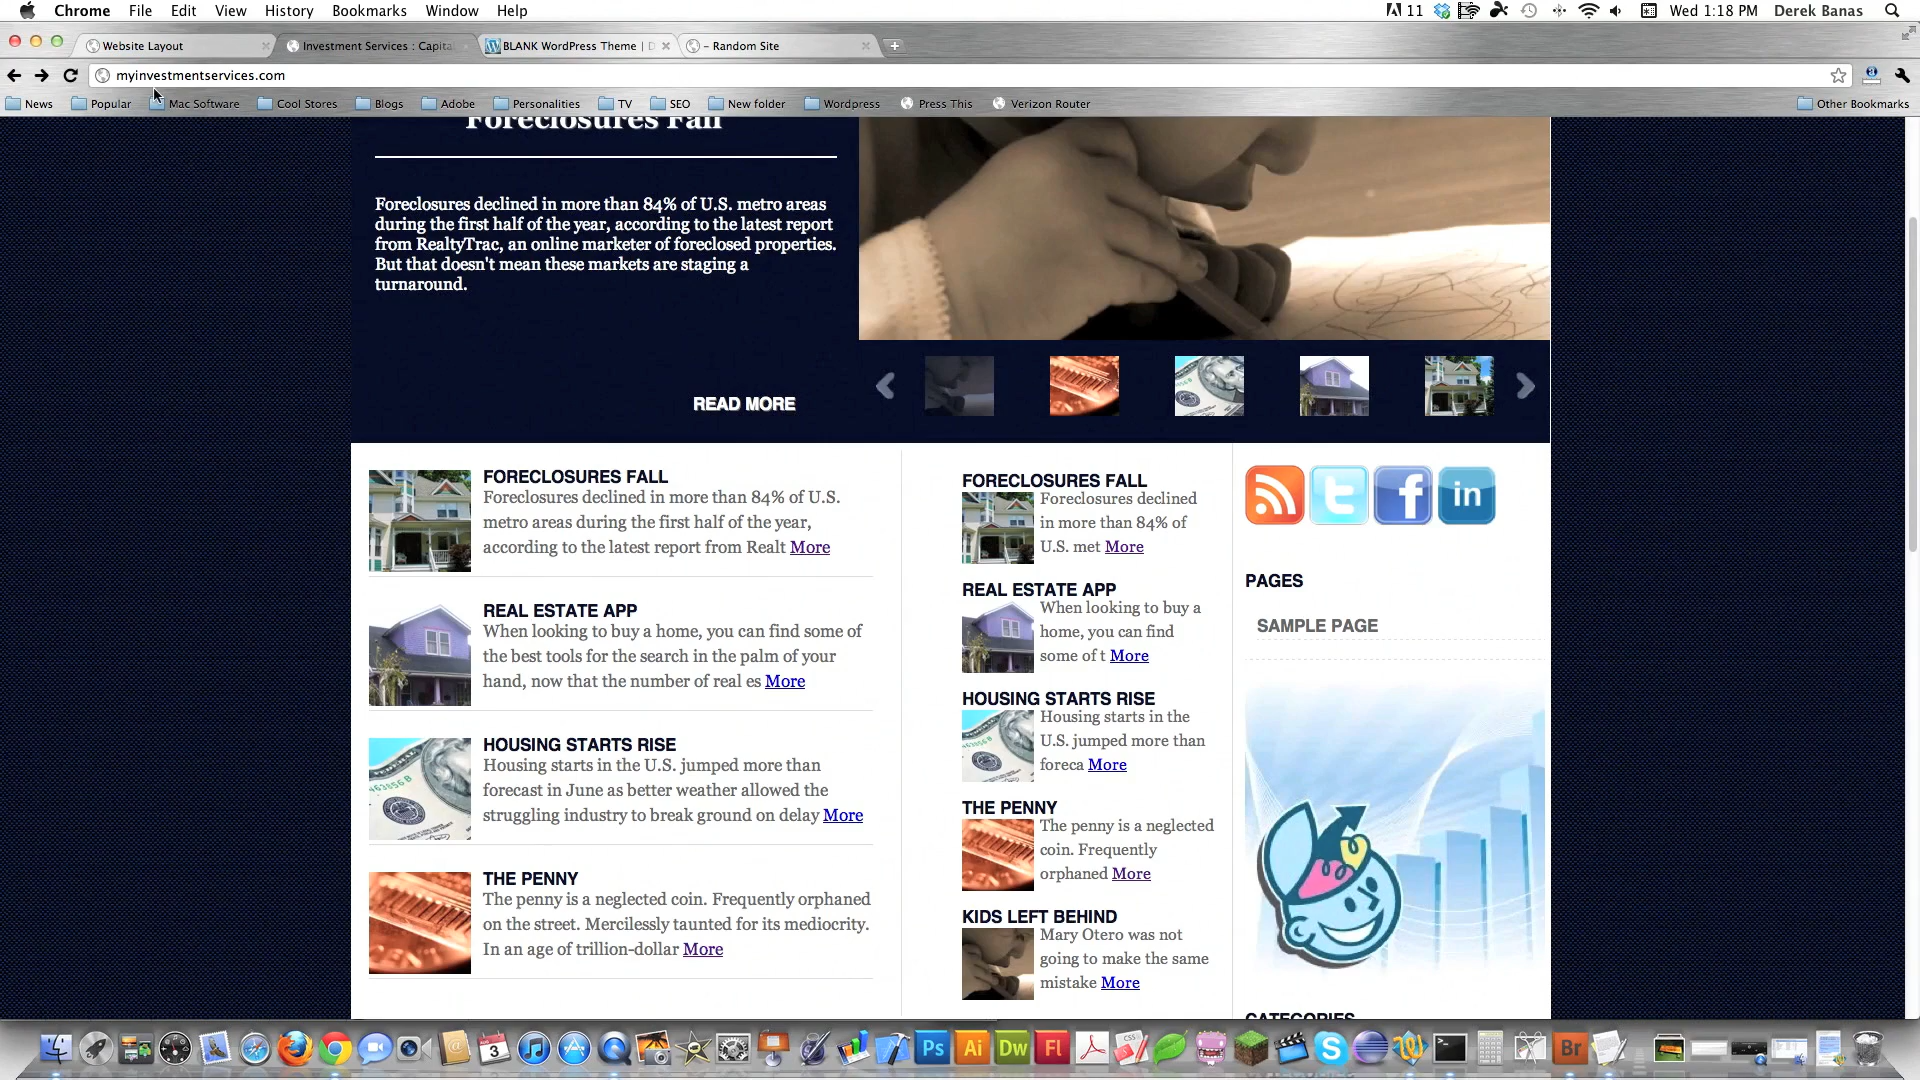 Chrome File Edit View History Bookmarks Window Help 11 Wed 1:18 PM Derek Banas
Website Layout Investment Services : Capita BLANK WordPress Theme | D – Random Site
myinvestmentservices.com
News Popular Mac Software Cool Stores Blogs Adobe Personalities TV SEO New folder Wordpress Press This Verizon Router Other Bookmarks
Foreclosures Fall
Foreclosures declined in more than 84% of U.S. metro areas
during the first half of the year, according to the latest report
from RealtyTrac, an online marketer of foreclosed properties.
But that doesn't mean these markets are staging a
turnaround.
READ MORE
FORECLOSURES FALL
Foreclosures declined in more than 84% of U.S.
metro areas during the first half of the year,
according to the latest report from Realt More
REAL ESTATE APP
When looking to buy a home, you can find some of
the best tools for the search in the palm of your
hand, now that the number of real es More
HOUSING STARTS RISE
Housing starts in the U.S. jumped more than
forecast in June as better weather allowed the
struggling industry to break ground on delay More
THE PENNY
The penny is a neglected coin. Frequently orphaned
on the street. Mercilessly taunted for its mediocrity.
In an age of trillion-dollar More
FORECLOSURES FALL
Foreclosures declined
in more than 84% of
U.S. met More
REAL ESTATE APP
When looking to buy a
home, you can find
some of t More
HOUSING STARTS RISE
Housing starts in the
U.S. jumped more than
foreca More
THE PENNY
The penny is a neglected
coin. Frequently
orphaned More
KIDS LEFT BEHIND
Mary Otero was not
going to make the same
mistake More
t f in
PAGES
SAMPLE PAGE
CATEGORIES
3 Ps Ai Dw Fl S Br